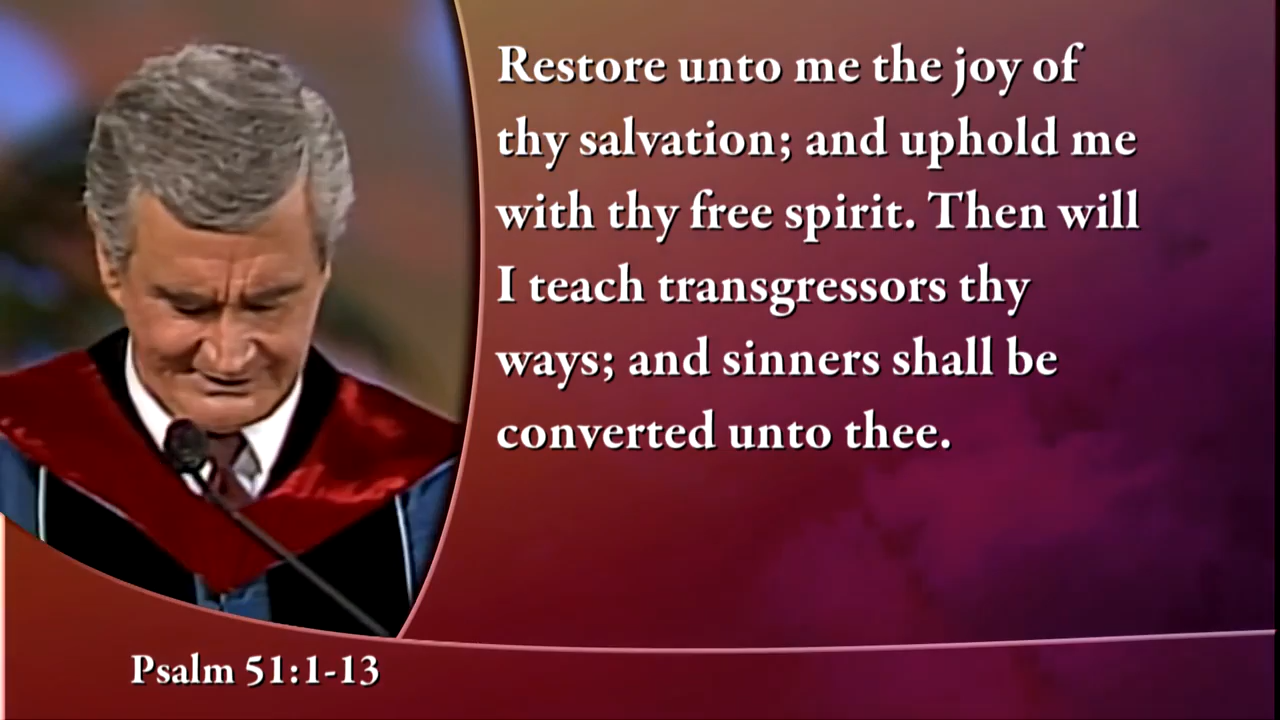 Restore unto me the joy of
thy salvation; and uphold me
with thy free spirit. Then will
I teach transgressors thy
ways; and sinners shall be
converted unto thee.
Psalm 51:1-13